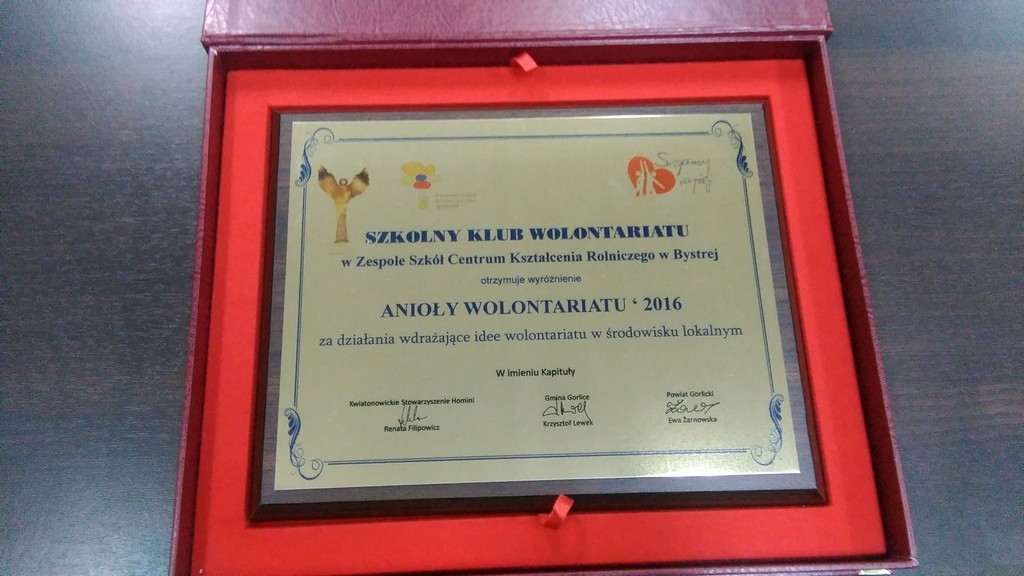 Sięgamy
SZKOLNY KLUB WOLONTARIATU
w Zespole Szkół Centrum Kształcenia Rolniczego w Bystrej
otrzymuje wyróżnienie
ANIOŁY WOLONTARIATU ‘ 2016
za działania wdrażające idee wolontariatu w środowisku lokalnym
W imieniu Kapituły
Kwiatonowickie Stowarzyszenie Homini
Renata Filipowicz
Gmina Gorlice
Krzysztof Lewek
Powiat Gorlicki
Ewa Żarnowska